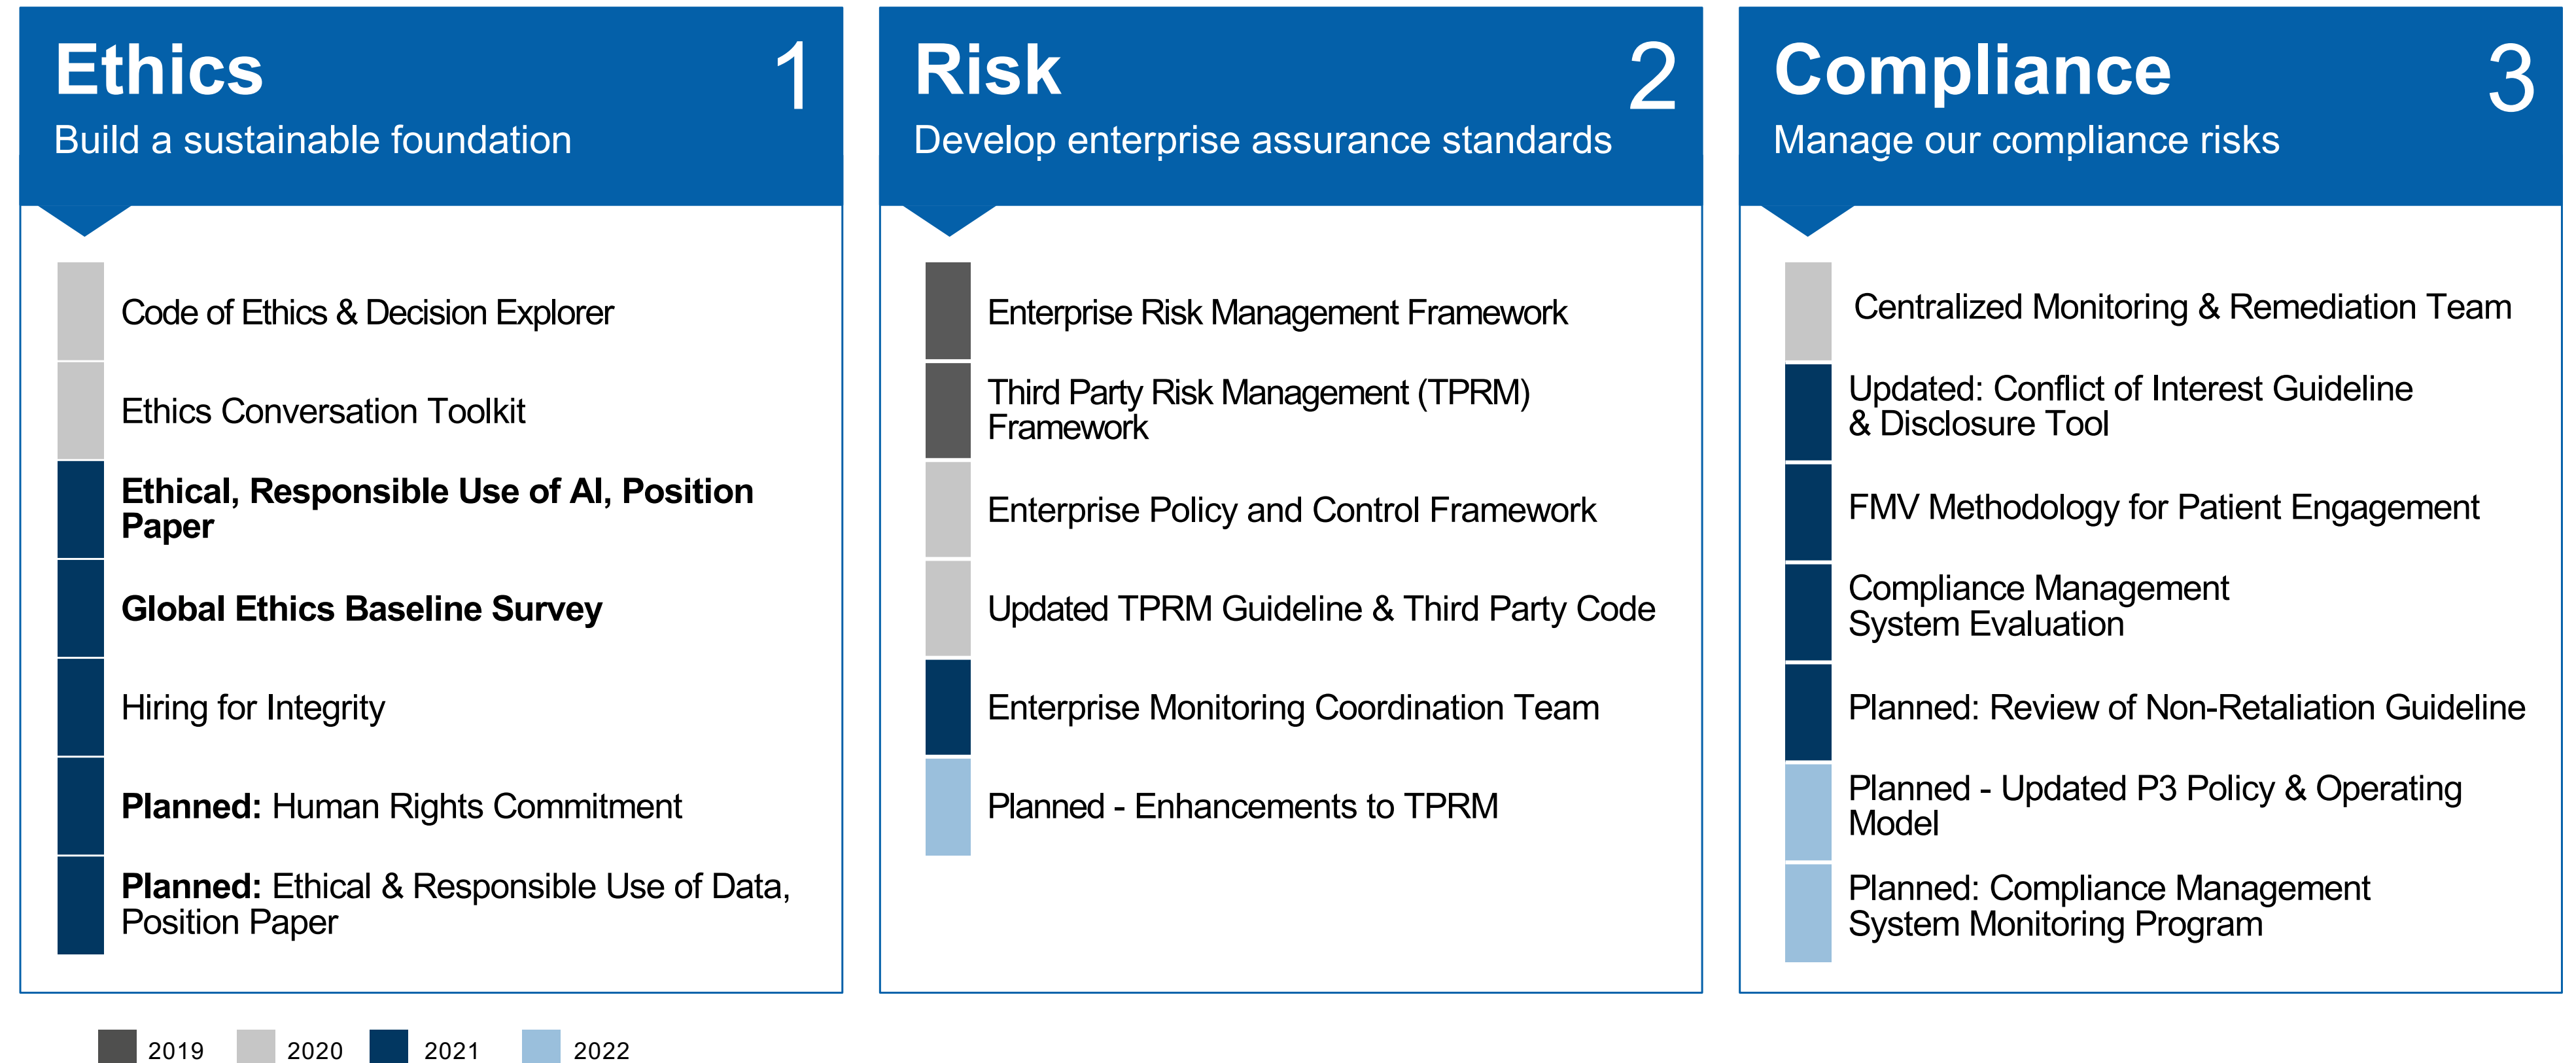 Ethics
1
Build a sustainable foundation
Code of Ethics & Decision Explorer
Ethics Conversation Toolkit
Ethical, Responsible Use of AI, Position
Paper
Global Ethics Baseline Survey
Hiring for Integrity
Planned: Human Rights Commitment
Planned: Ethical & Responsible Use of Data,
Position Paper
Risk
2
Develop enterprise assurance standards
Enterprise Risk Management Framework
Third Party Risk Management (TPRM)
Framework
Enterprise Policy and Control Framework
Updated TPRM Guideline & Third Party Code
Enterprise Monitoring Coordination Team
Planned - Enhancements to TPRM
Compliance
3
Manage our compliance risks
Centralized Monitoring & Remediation Team
Updated: Conflict of Interest Guideline
& Disclosure Tool
FMV Methodology for Patient Engagement
Compliance Management
System Evaluation
Planned: Review of Non-Retaliation Guideline
Planned - Updated P3 Policy & Operating
Model
Planned: Compliance Management
System Monitoring Program
2019
2020
2021
2022